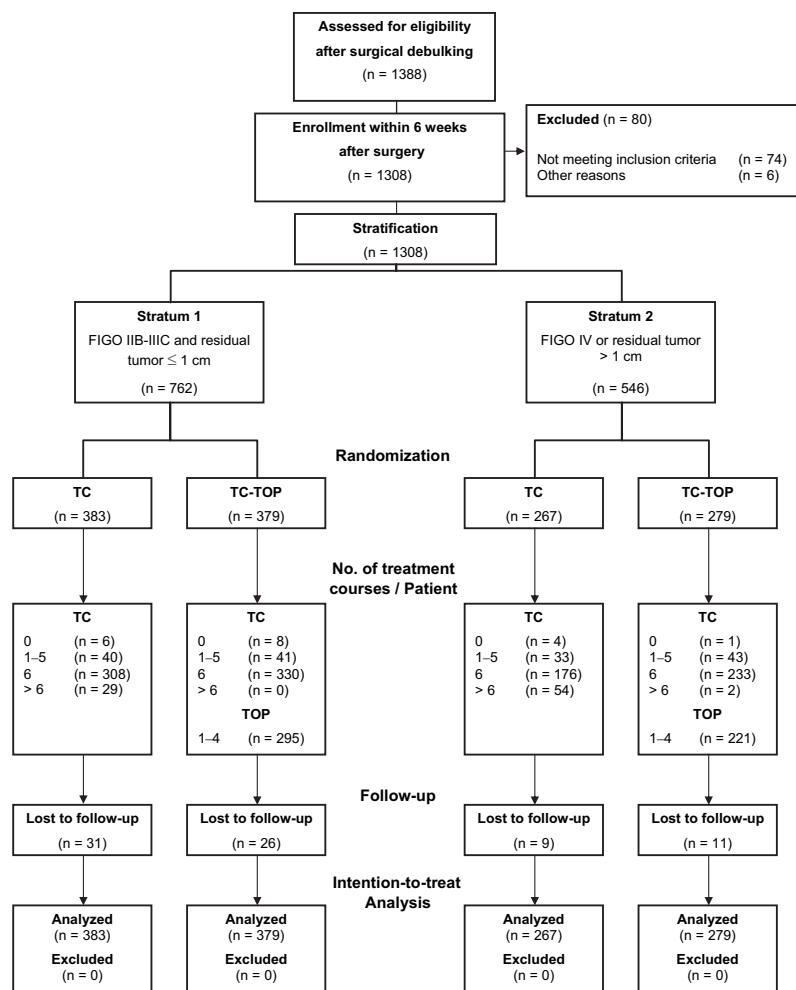 Assessed for eligibility
after surgical debulking
(n = 1388)
Enrollment within 6 weeks
after surgery
(n = 1308)
Excluded (n = 80)
Not meeting inclusion criteria (n = 74)
Other reasons (n = 6)
Stratification
(n = 1308)
Stratum 1
FIGO IIB-IIIC and residual
tumor ≤ 1 cm
(n = 762)
Stratum 2
FIGO IV or residual tumor
> 1 cm
(n = 546)
Randomization
TC
(n = 383)
TC-TOP
(n = 379)
TC
(n = 267)
TC-TOP
(n = 279)
No. of treatment
courses / Patient
TC
0 (n = 6)
1–5 (n = 40)
6 (n = 308)
> 6 (n = 29)
TC
0 (n = 8)
1–5 (n = 41)
6 (n = 330)
> 6 (n = 0)
TOP
1–4 (n = 295)
TC
0 (n = 4)
1–5 (n = 33)
6 (n = 176)
> 6 (n = 54)
TC
0 (n = 1)
1–5 (n = 43)
6 (n = 233)
> 6 (n = 2)
TOP
1–4 (n = 221)
Follow-up
Lost to follow-up
(n = 31)
Lost to follow-up
(n = 26)
Lost to follow-up
(n = 9)
Lost to follow-up
(n = 11)
Intention-to-treat
Analysis
Analyzed
(n = 383)
Excluded
(n = 0)
Analyzed
(n = 379)
Excluded
(n = 0)
Analyzed
(n = 267)
Excluded
(n = 0)
Analyzed
(n = 279)
Excluded
(n = 0)